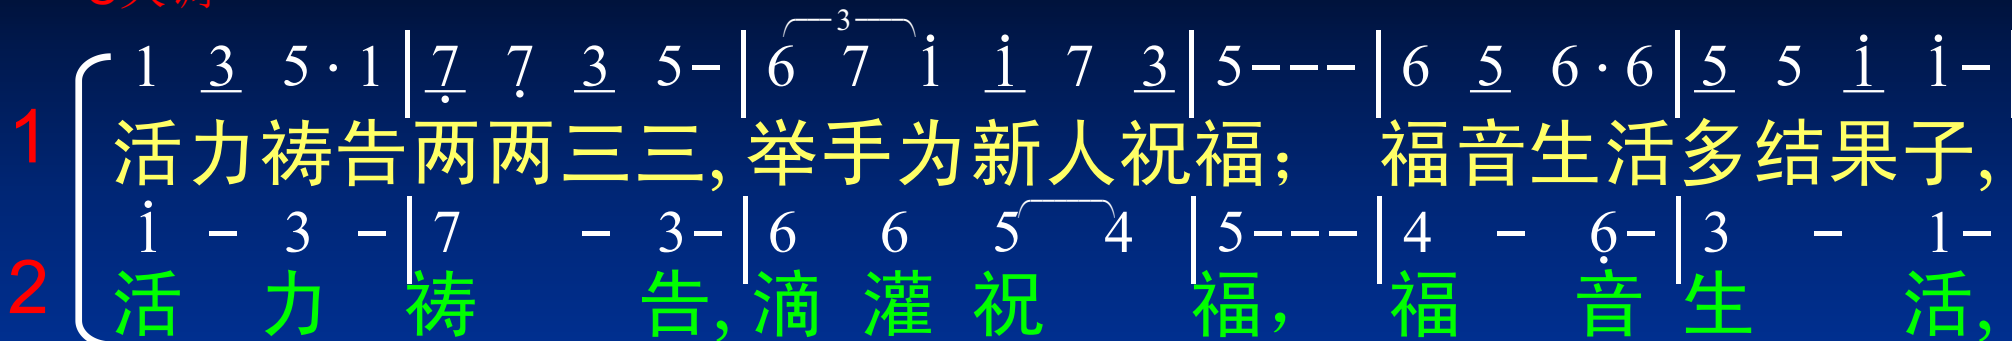 3
1 3 5 · 1 | 7 7 3 5 - | 6 7 i i 7 3 | 5 - - - | 6 5 6 · 6 | 5 5 i i - |
1 活力祷告两两三三, 举手为新人祝福; 福音生活多结果子,
i - 3 - | 7 - 3 - | 6 6 5 4 | 5 - - - | 4 - 6 - | 3 - 1 -
2 活力祷告, 滴灌祝福, 福音生活,